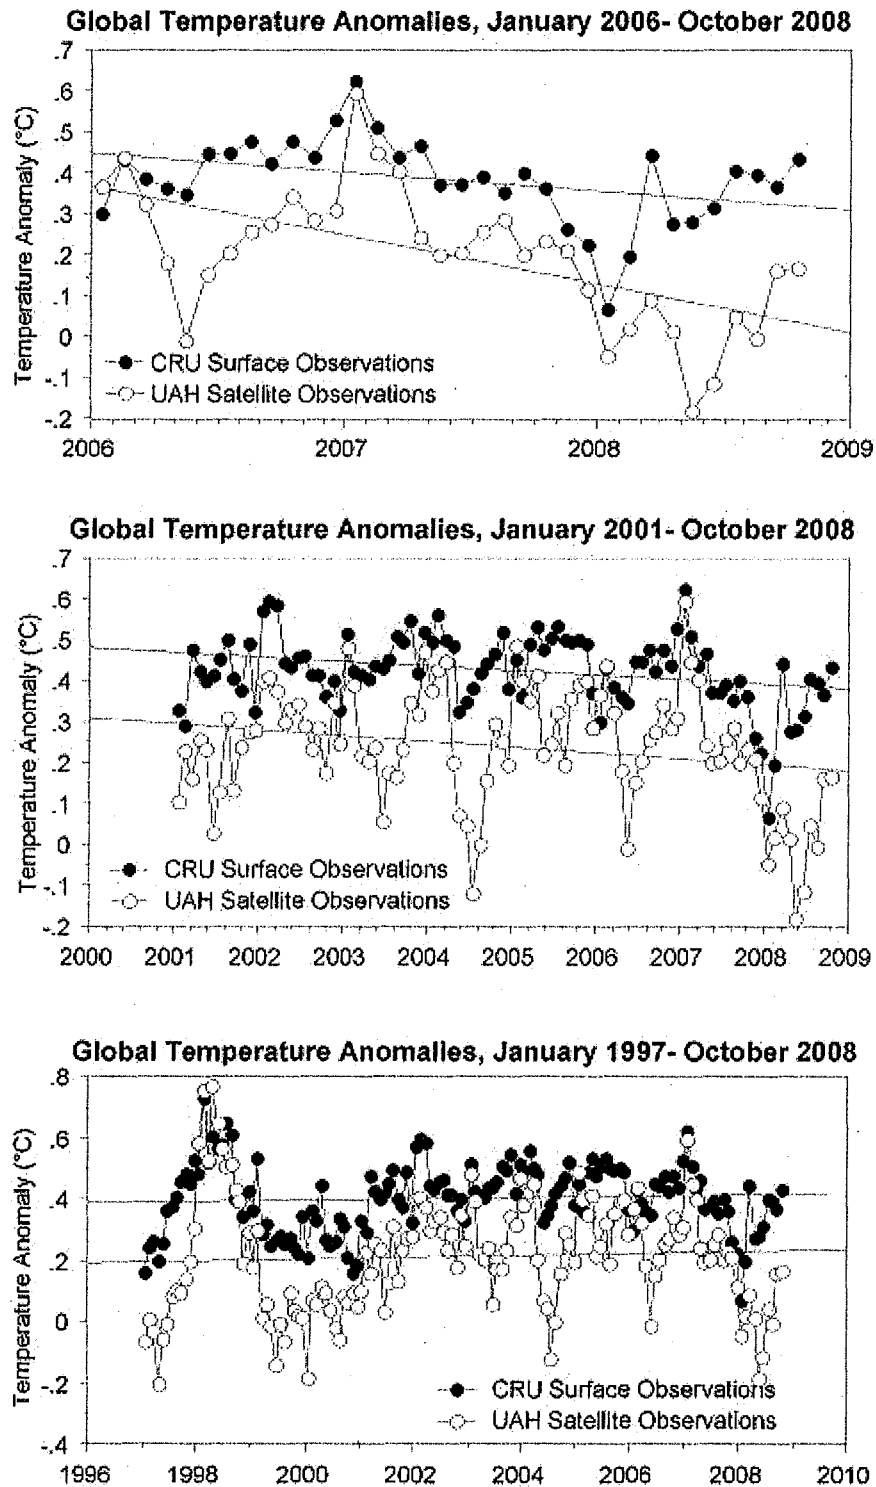 Global Temperature Anomalies, January 2006- October 2008
.7
.6
.5
.4
.3
.2
.1
0
-.1
-.2
Temperature Anomaly (°C)
CRU Surface Observations
UAH Satellite Observations
2006 2007 2008 2009
Global Temperature Anomalies, January 2001- October 2008
.7
.6
.5
.4
.3
.2
.1
0
-.1
-.2
Temperature Anomaly (°C)
CRU Surface Observations
UAH Satellite Observations
2000 2001 2002 2003 2004 2005 2006 2007 2008 2009
Global Temperature Anomalies, January 1997- October 2008
.8
.6
.4
.2
0
-.2
-.4
Temperature Anomaly (°C)
CRU Surface Observations
UAH Satellite Observations
1996 1998 2000 2002 2004 2006 2008 2010